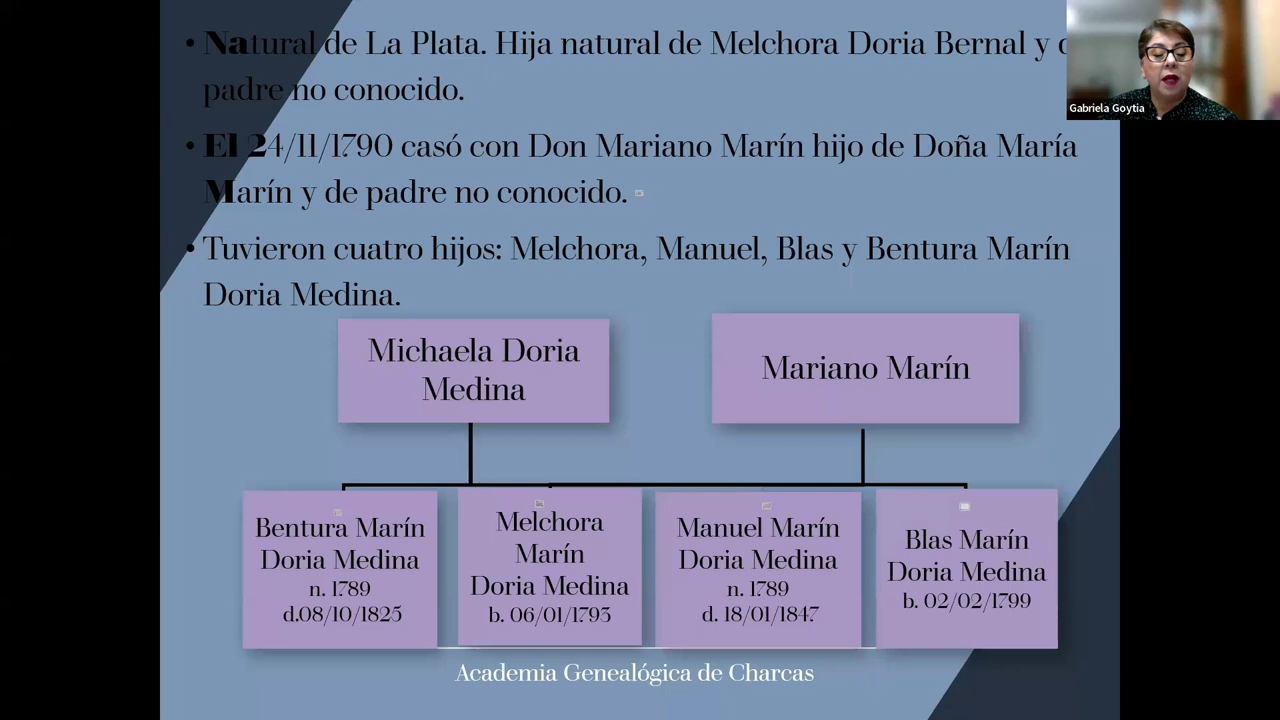 • Natural de La Plata. Hija natural de Melchora Doria Bernal y
padre no conocido.
• El 24/11/1790 casó con Don Mariano Marín hijo de Doña María
Marín y de padre no conocido.
• Tuvieron cuatro hijos: Melchora, Manuel, Blas y Bentura Marín
Doria Medina.
Michaela Doria
Medina
Mariano Marín
Bentura Marín
Doria Medina
n. 1789
d.08/10/1825
Melchora
Marín
Doria Medina
b. 06/01/1793
Manuel Marín
Doria Medina
n. 1789
d. 18/01/1847
Blas Marín
Doria Medina
b. 02/02/1799
Academia Genealógica de Charcas
Gabriela Goytia